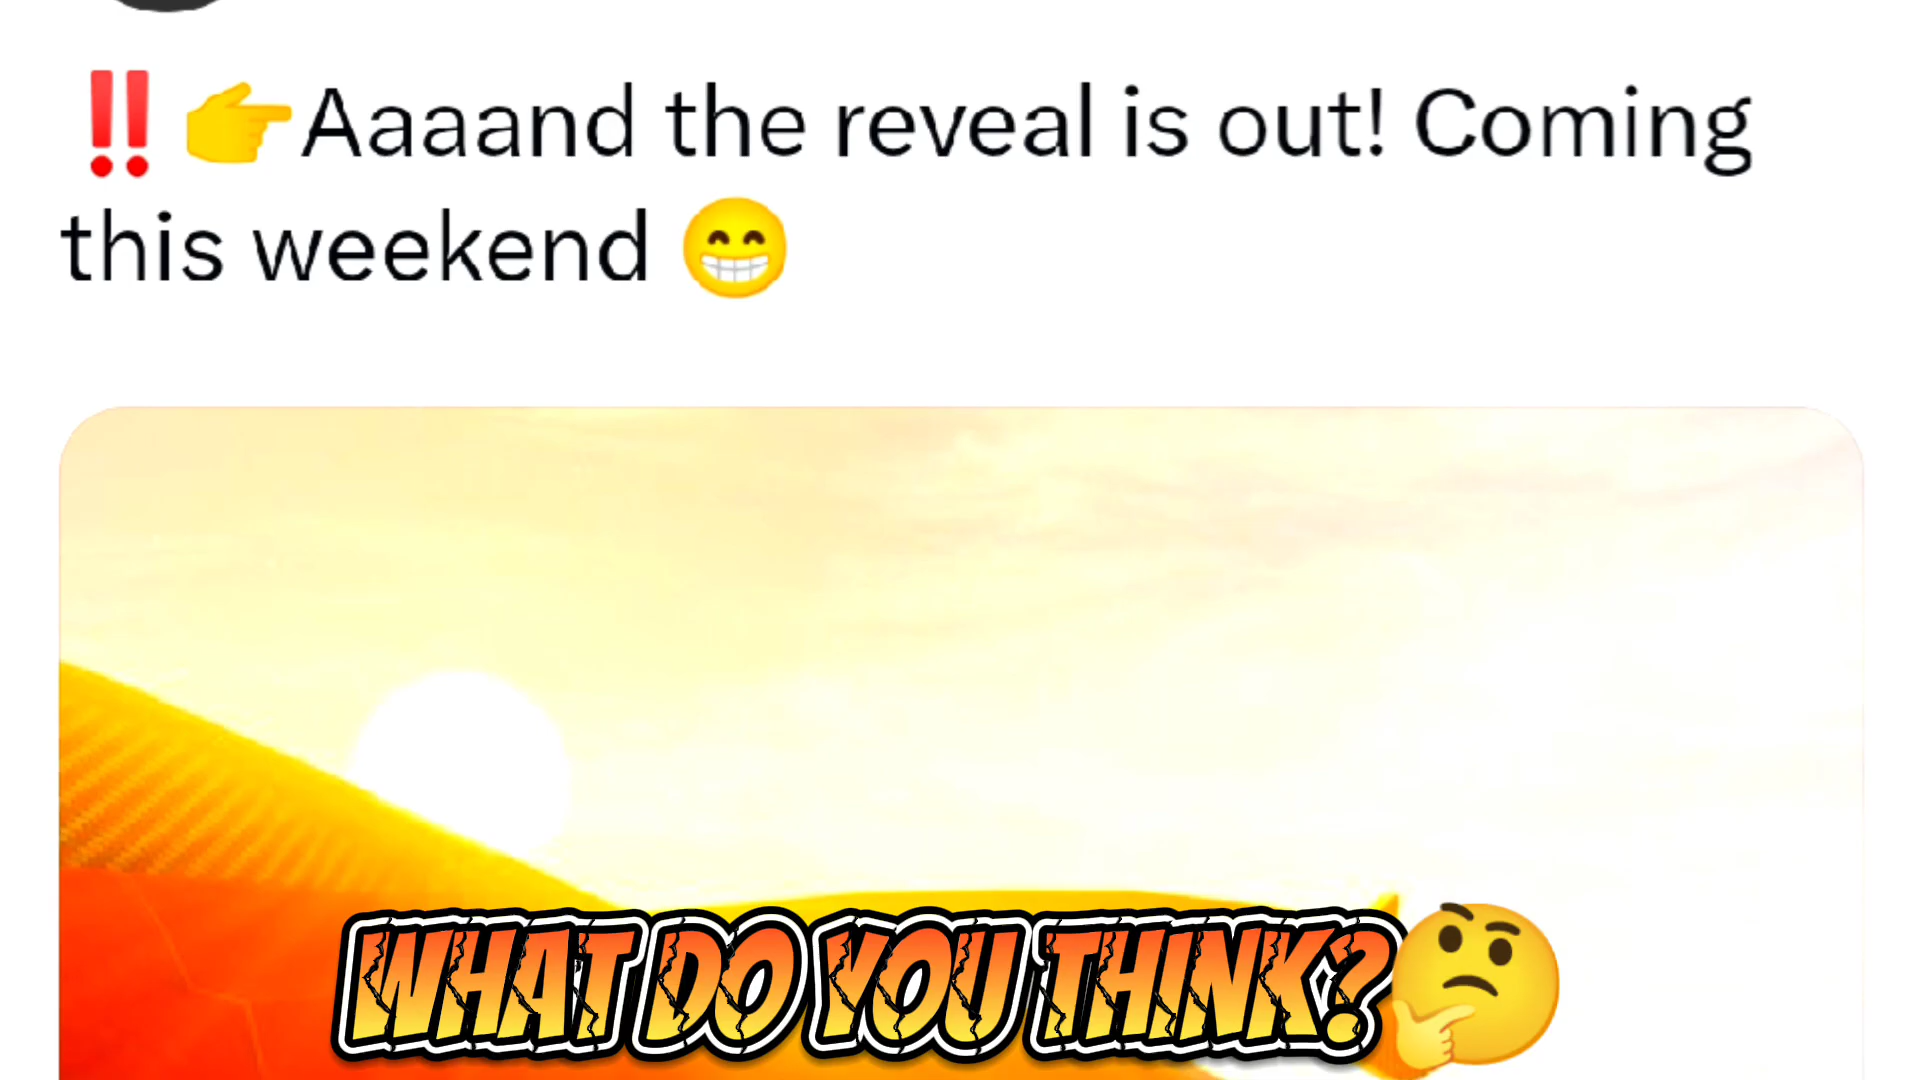 ‼️👉Aaaand the reveal is out! Coming
this weekend 😁
WHAT DO YOU THINK?🤔